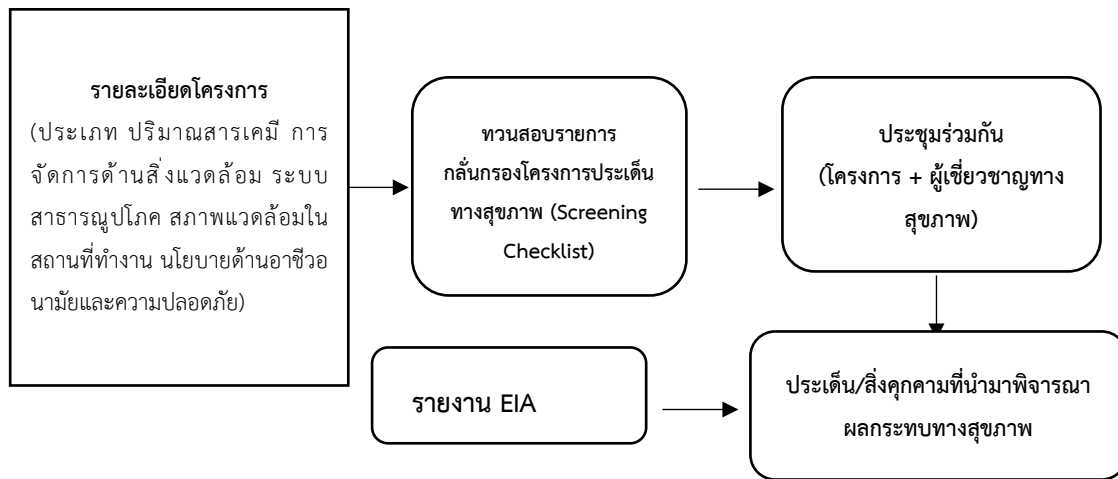 รายละเอียดโครงการ
(ประเภท ปริมาณสารเคมี การ
จัดการด้านสิ่งแวดล้อม ระบบ
สาธารณูปโภค สภาพแวดล้อมใน
สถานที่ทำงาน นโยบายด้านอาชีวอ
นามัยและความปลอดภัย)
ทวนสอบรายการ
กลั่นกรองโครงการประเด็น
ทางสุขภาพ (Screening
Checklist)
ประชุมร่วมกัน
(โครงการ + ผู้เชี่ยวชาญทาง
สุขภาพ)
รายงาน EIA
ประเด็น/สิ่งคุกคามที่นำมาพิจารณา
ผลกระทบทางสุขภาพ